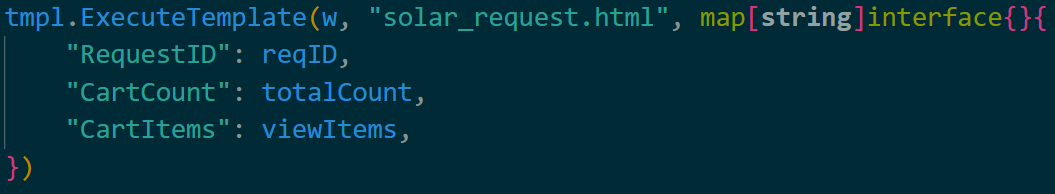 tmpl.ExecuteTemplate(w, "solar_request.html", map[string]interface{}{
    "RequestID": reqID,
    "CartCount": totalCount,
    "CartItems": viewItems,
})